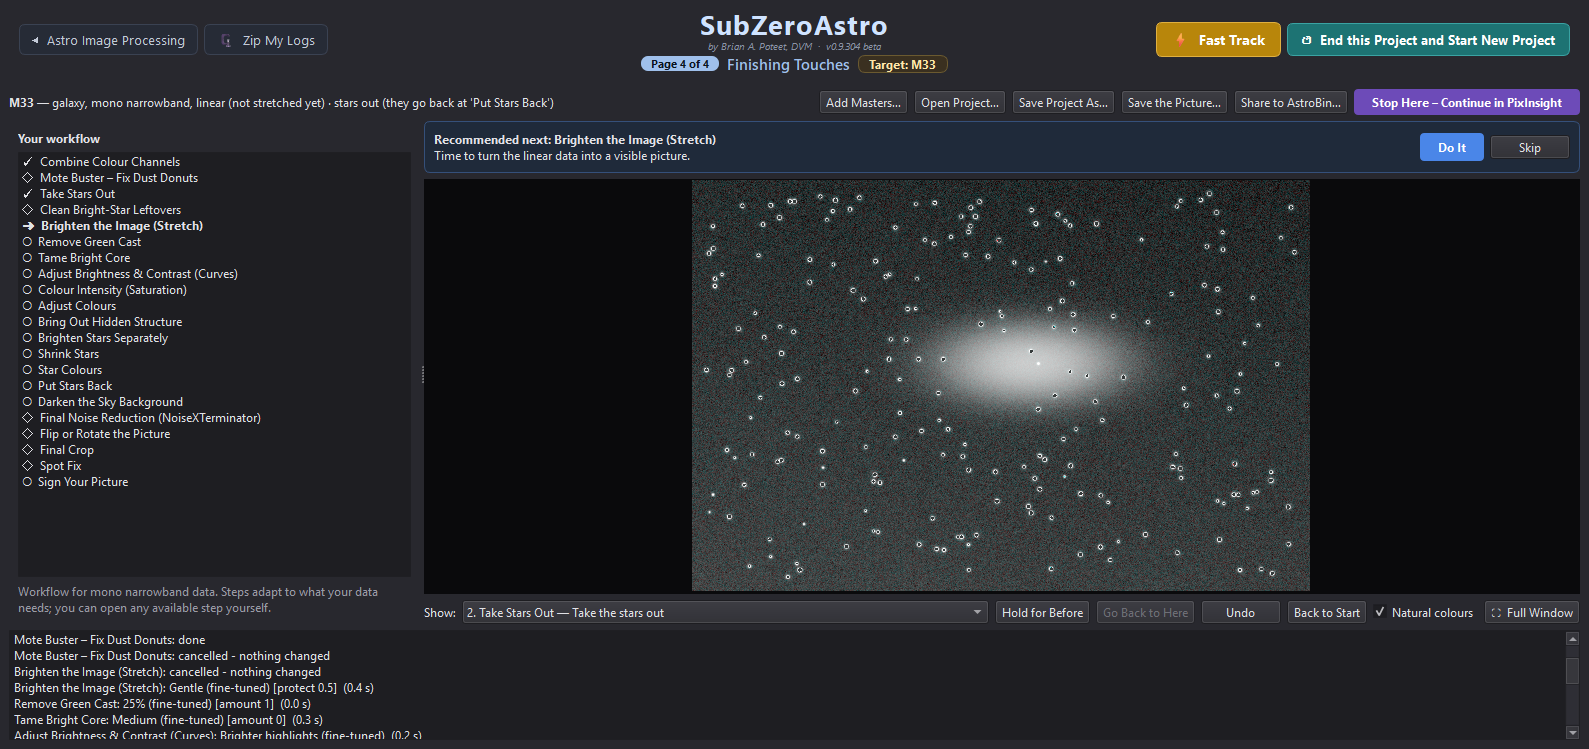 Astro Image Processing
Zip My Logs
SubZeroAstro
by Brian A. Pateet, DVM · v0.9.304 beta
Page 4 of 4 Finishing Touches Target: M33
Fast Track
End this Project and Start New Project
M33 — galaxy, mono narrowband, linear (not stretched yet) · stars out (they go back at 'Put Stars Back')
Add Masters... Open Project... Save Project As... Save the Picture... Share to AstroBin... Stop Here – Continue in PixInsight
Your workflow
Combine Colour Channels
Mote Buster – Fix Dust Donuts
Take Stars Out
Clean Bright-Star Leftovers
Brighten the Image (Stretch)
Remove Green Cast
Tame Bright Core
Adjust Brightness & Contrast (Curves)
Colour Intensity (Saturation)
Adjust Colours
Bring Out Hidden Structure
Brighten Stars Separately
Shrink Stars
Star Colours
Put Stars Back
Darken the Sky Background
Final Noise Reduction (NoiseXTerminator)
Flip or Rotate the Picture
Final Crop
Spot Fix
Sign Your Picture
Workflow for mono narrowband data. Steps adapt to what your data
needs; you can open any available step yourself.
Recommended next: Brighten the Image (Stretch)
Time to turn the linear data into a visible picture.
Do It
Skip
Show: 2. Take Stars Out — Take the stars out Hold for Before Go Back to Here Undo Back to Start Natural colours Full Window
Mote Buster – Fix Dust Donuts: done
Mote Buster – Fix Dust Donuts: cancelled - nothing changed
Brighten the Image (Stretch): cancelled - nothing changed
Brighten the Image (Stretch): Gentle (fine-tuned) [protect 0.5] (0.4 s)
Remove Green Cast: 25% (fine-tuned) [amount 1] (0.0 s)
Tame Bright Core: Medium (fine-tuned) [amount 0] (0.3 s)
Adjust Brightness & Contrast (Curves): Brighter highlights (fine-tuned) (0.2 s)